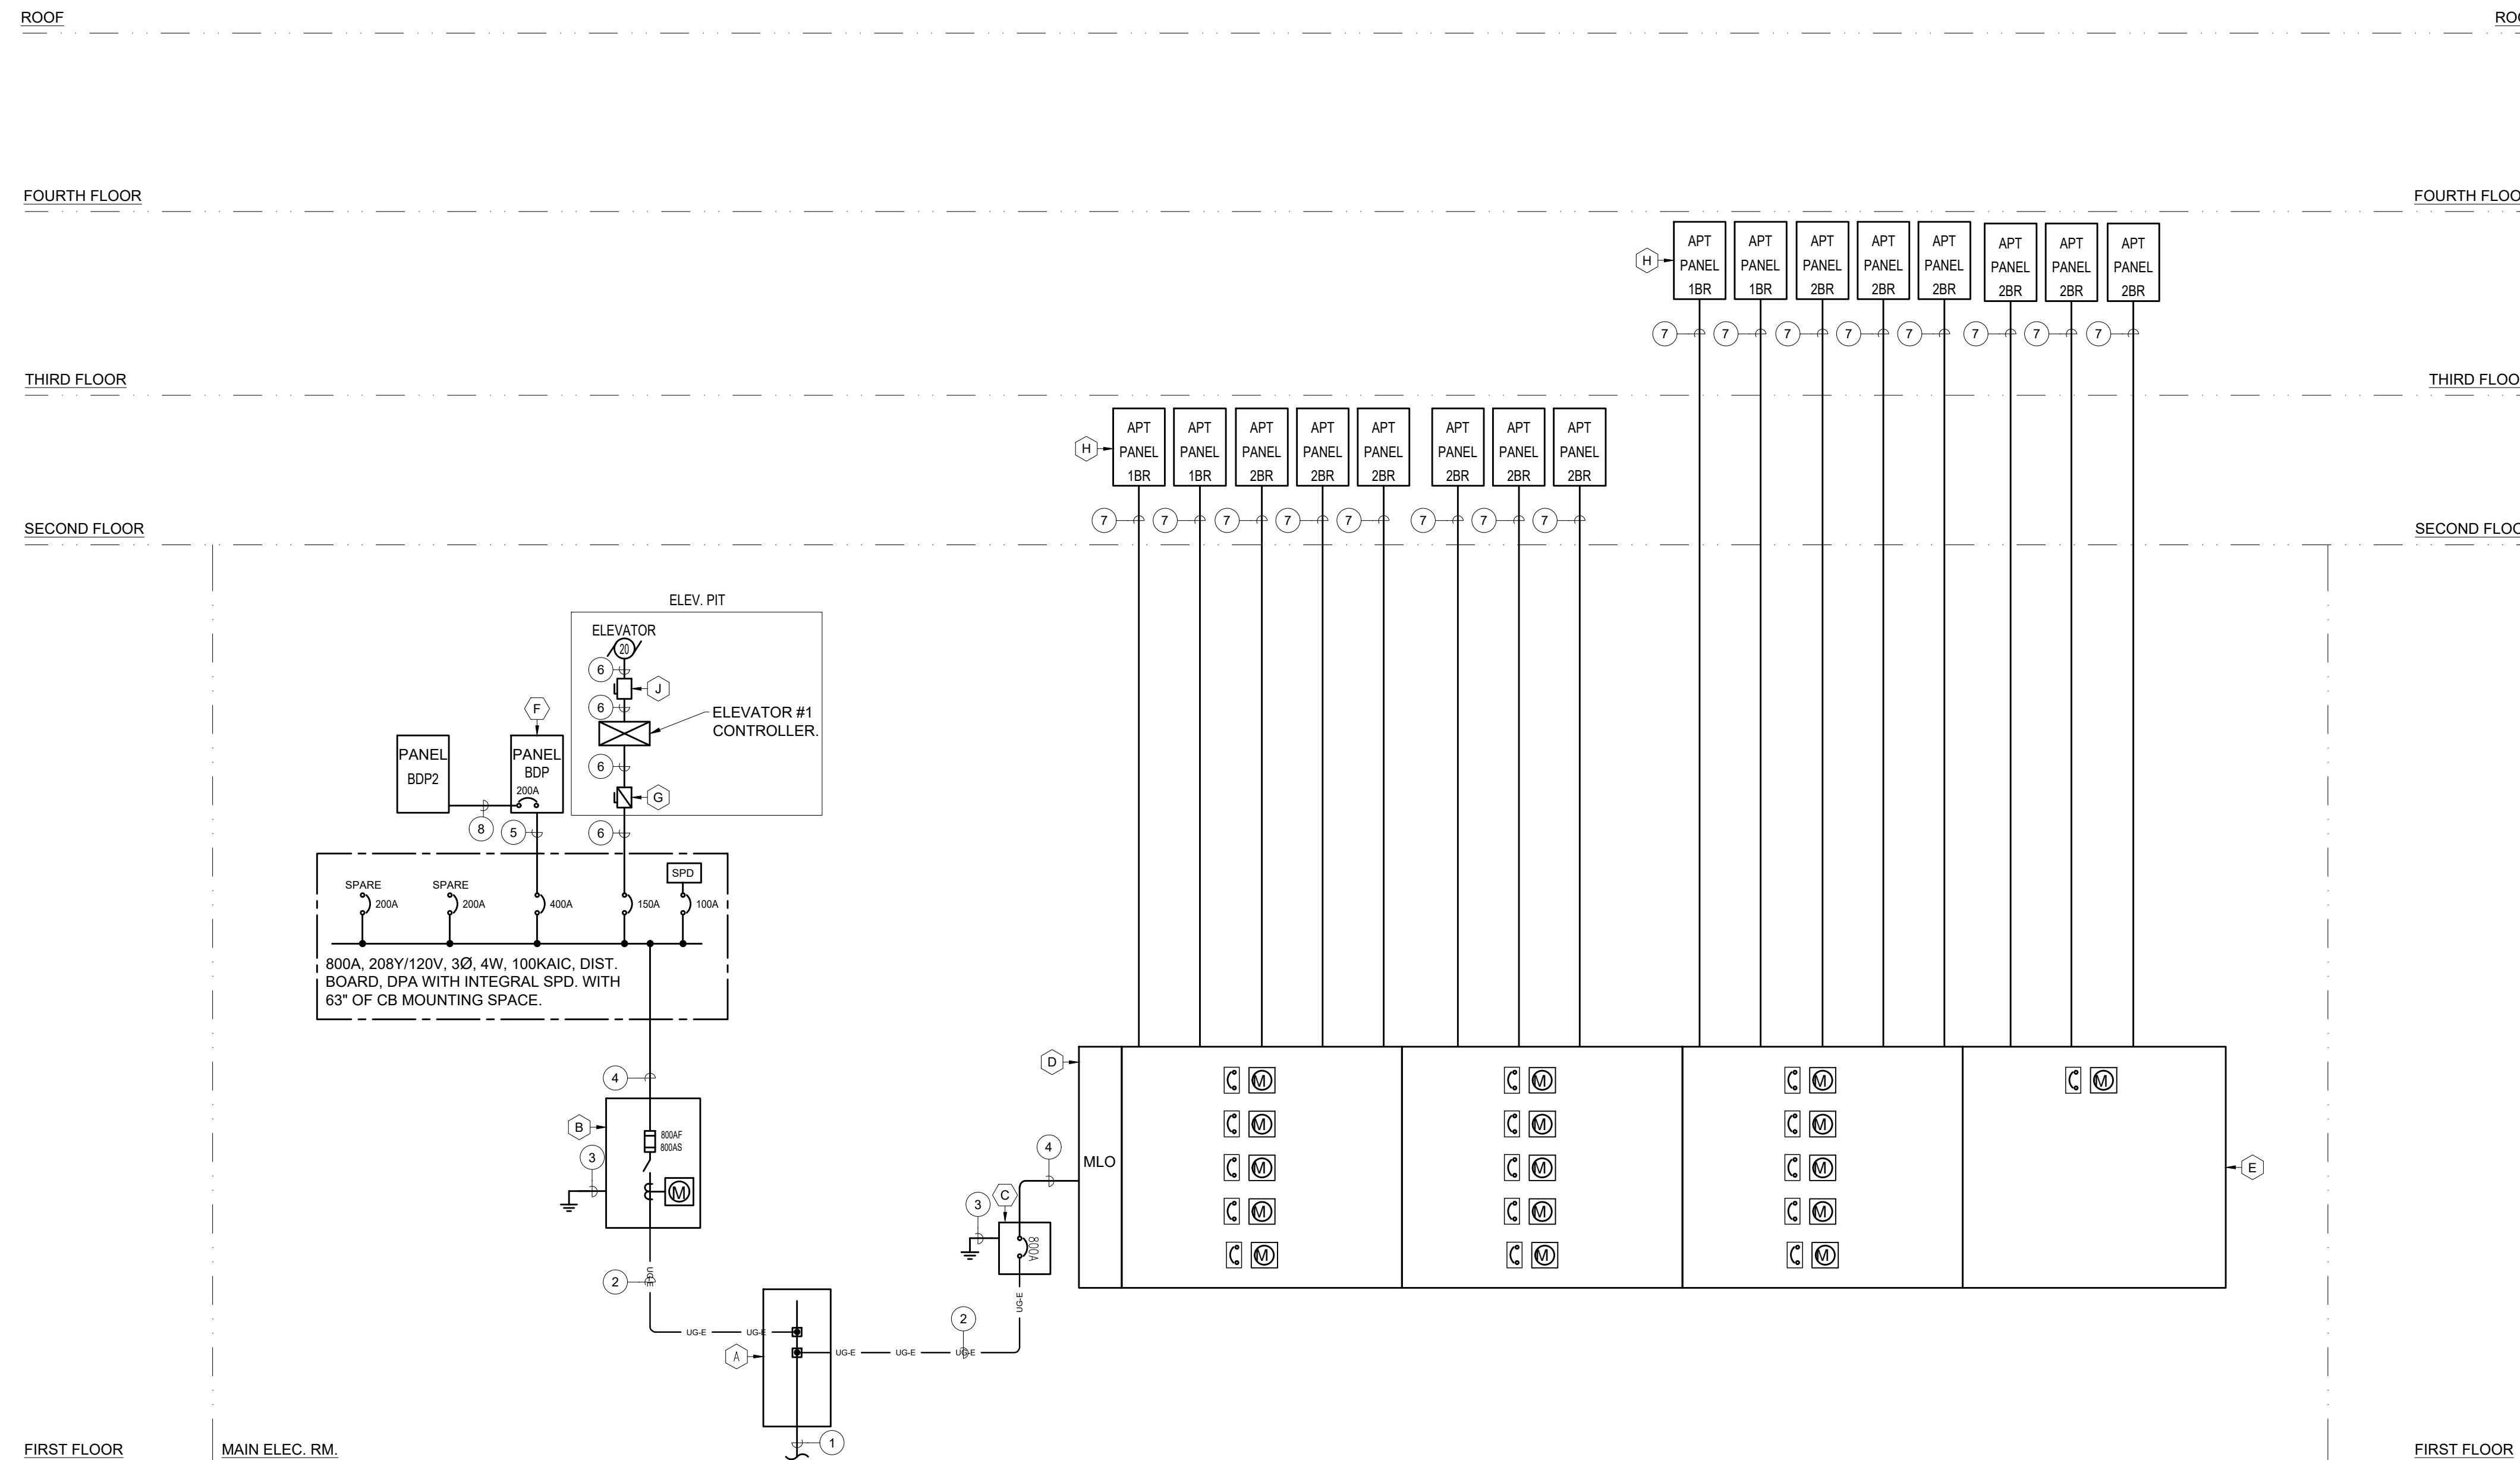 ROOF
ROO
FOURTH FLOOR
FOURTH FLOO
H
APT PANEL 1BR
APT PANEL 1BR
APT PANEL 2BR
APT PANEL 2BR
APT PANEL 2BR
APT PANEL 2BR
APT PANEL 2BR
APT PANEL 2BR
7 7 7 7 7 7 7 7
THIRD FLOOR
THIRD FLOO
H
APT PANEL 1BR
APT PANEL 1BR
APT PANEL 2BR
APT PANEL 2BR
APT PANEL 2BR
APT PANEL 2BR
APT PANEL 2BR
APT PANEL 2BR
7 7 7 7 7 7 7 7
SECOND FLOOR
SECOND FLOO
ELEV. PIT
ELEVATOR
20
6
J
6
ELEVATOR #1
CONTROLLER.
6
G
6
F
PANEL
BDP2
PANEL
BDP
200A
8
5
SPD
SPARE
200A
SPARE
200A
400A
150A
100A
800A, 208Y/120V, 3Ø, 4W, 100KAIC, DIST.
BOARD, DPA WITH INTEGRAL SPD. WITH
63" OF CB MOUNTING SPACE.
4
B
800AF
800AS
3
M
2
UG-E
UG-E
UG-E
A
1
UG-E
UG-E
UG-E
2
UG-E
3
C
800A
4
D
MLO
M M M M
M M M
M M M
M M M
M M M
E
FIRST FLOOR
MAIN ELEC. RM.
FIRST FLOOR